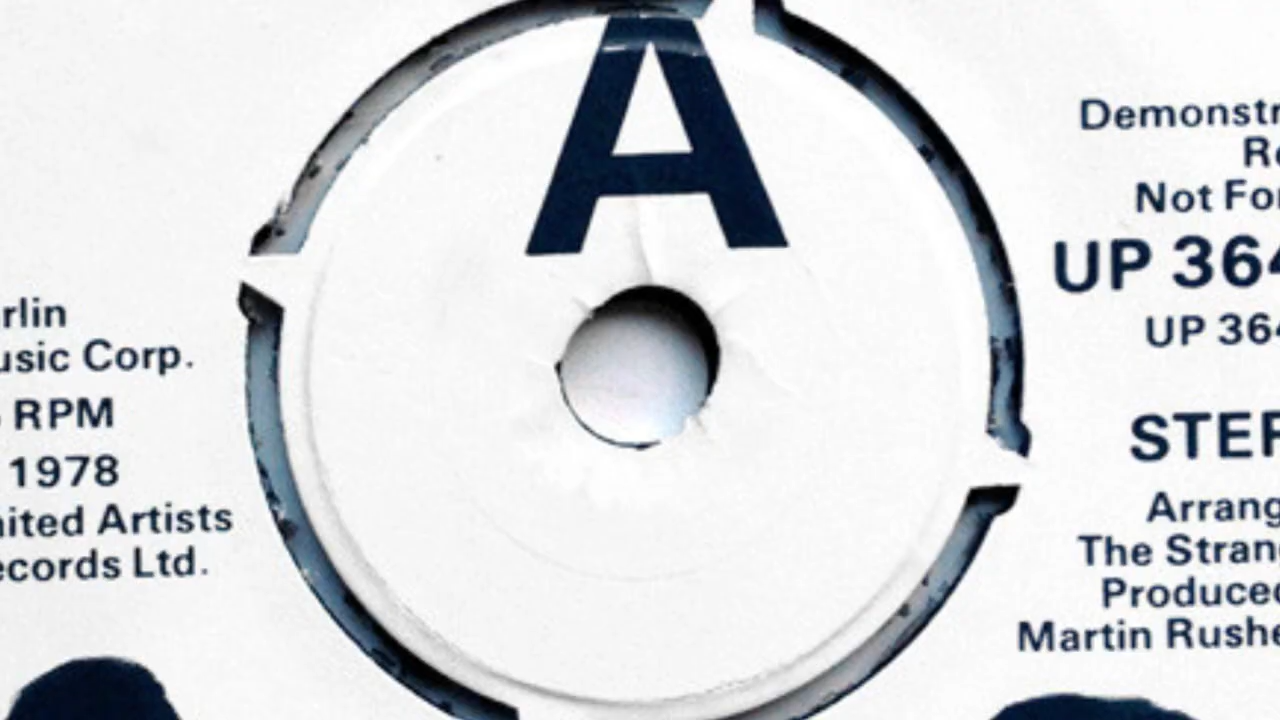 A
Demonstr
Re
Not For
UP 364
UP 364
STER
Arrang
The Strang
Produced
Martin Rushe
rlin
usic Corp.
RPM
1978
nited Artists
ecords Ltd.